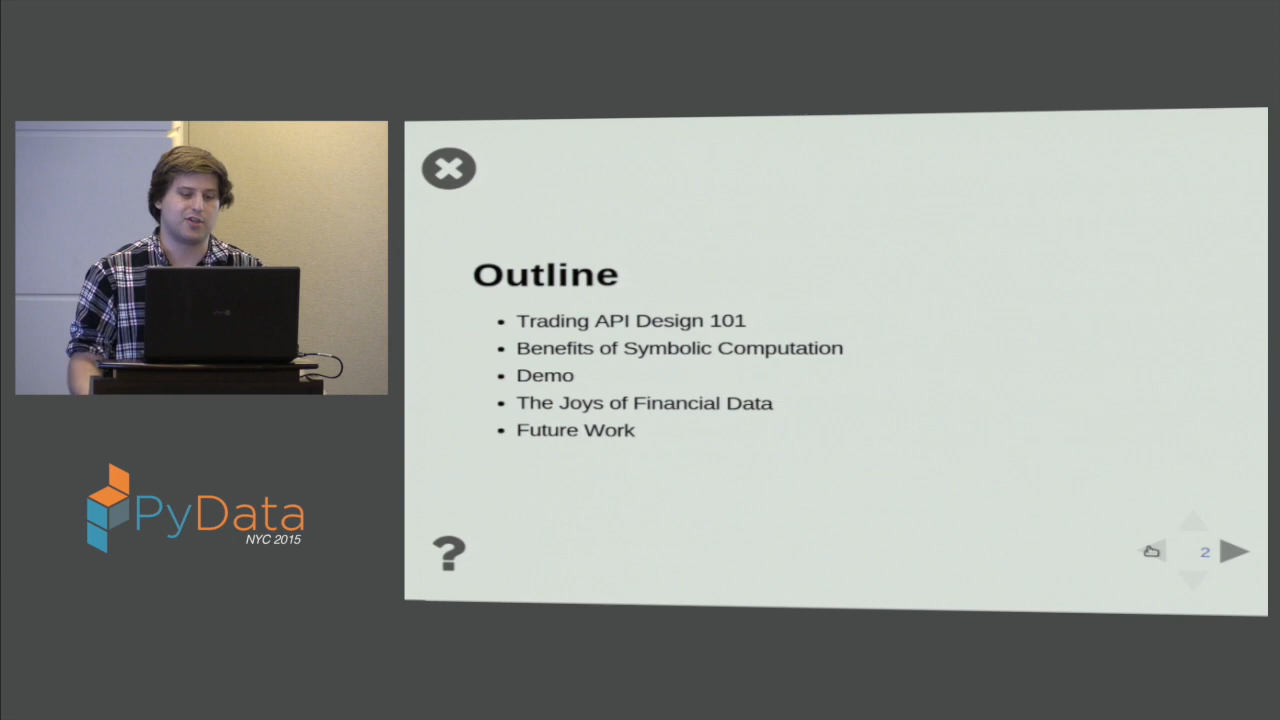 Outline
Trading API Design 101
Benefits of Symbolic Computation
Demo
The Joys of Financial Data
Future Work
?
2
PyData
NYC 2015